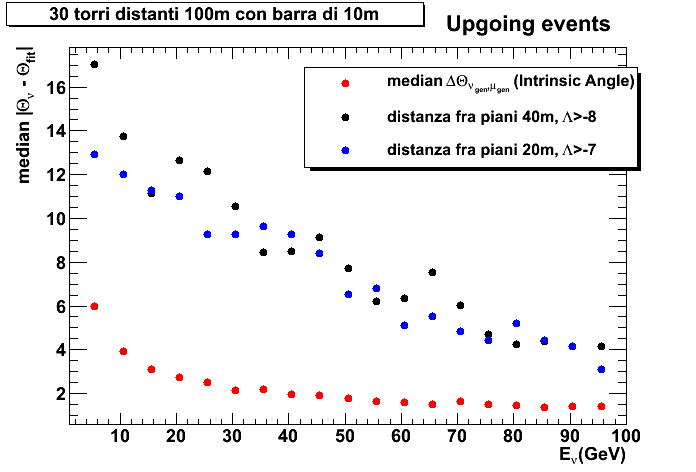 30 torri distanti 100m con barra di 10m
Upgoing events
median |Θν - Θfit|
median ΔΘνgen,μgen (Intrinsic Angle)
distanza fra piani 40m, Λ>-8
distanza fra piani 20m, Λ>-7
16
14
12
10
8
6
4
2
10 20 30 40 50 60 70 80 90 100
Eν(GeV)